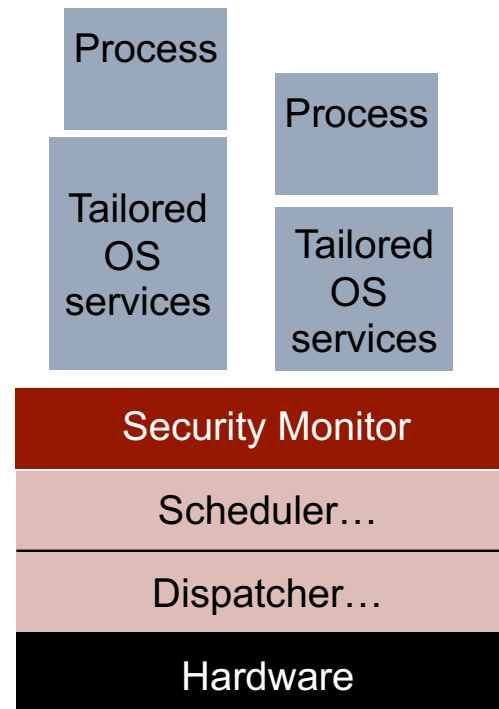 Process
Tailored
OS
services
Process
Tailored
OS
services
Security Monitor
Scheduler…
Dispatcher…
Hardware